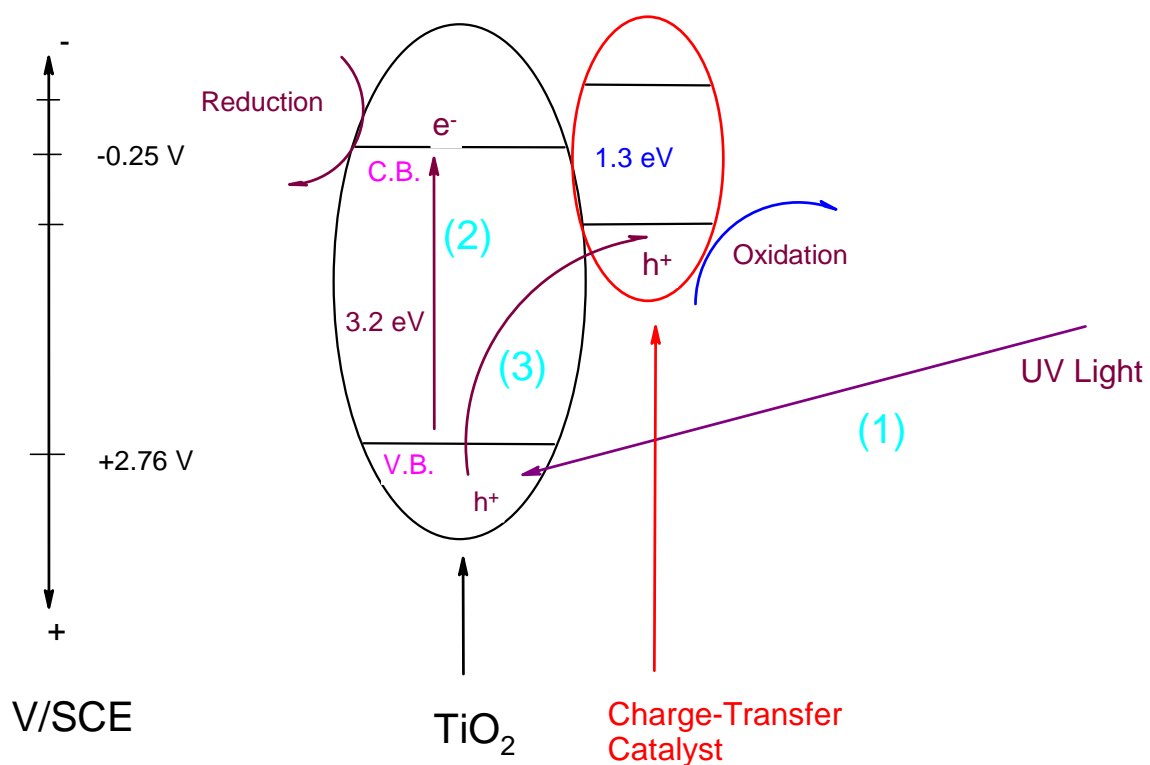 -
Reduction
e-
-0.25 V
C.B.
1.3 eV
(2)
h+
Oxidation
3.2 eV
(3)
UV Light
(1)
+2.76 V
V.B.
h+
+
V/SCE
TiO2
Charge-Transfer
Catalyst